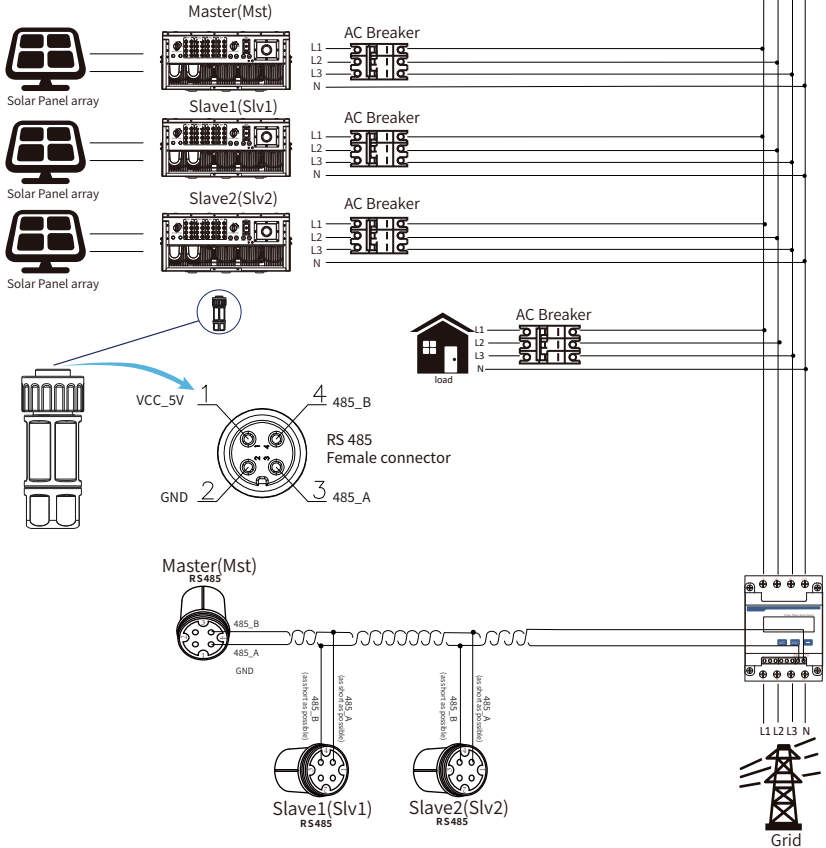 Master(Mst)
AC Breaker
L1
L2
L3
N
Solar Panel array
Slave1(Slv1)
AC Breaker
L1
L2
L3
N
Solar Panel array
Slave2(Slv2)
AC Breaker
L1
L2
L3
N
Solar Panel array
AC Breaker
L1
L2
L3
N
load
VCC_5V 1
4 485_B
1
4
2
3
RS 485
Female connector
GND 2
3 485_A
Master(Mst)
RS485
485_B
485_A
GND
485_B
(as short as possible)
485_A
(as short as possible)
485_B
(as short as possible)
485_A
(as short as possible)
Slave1(Slv1)
RS485
Slave2(Slv2)
RS485
L1 L2 L3 N
Grid